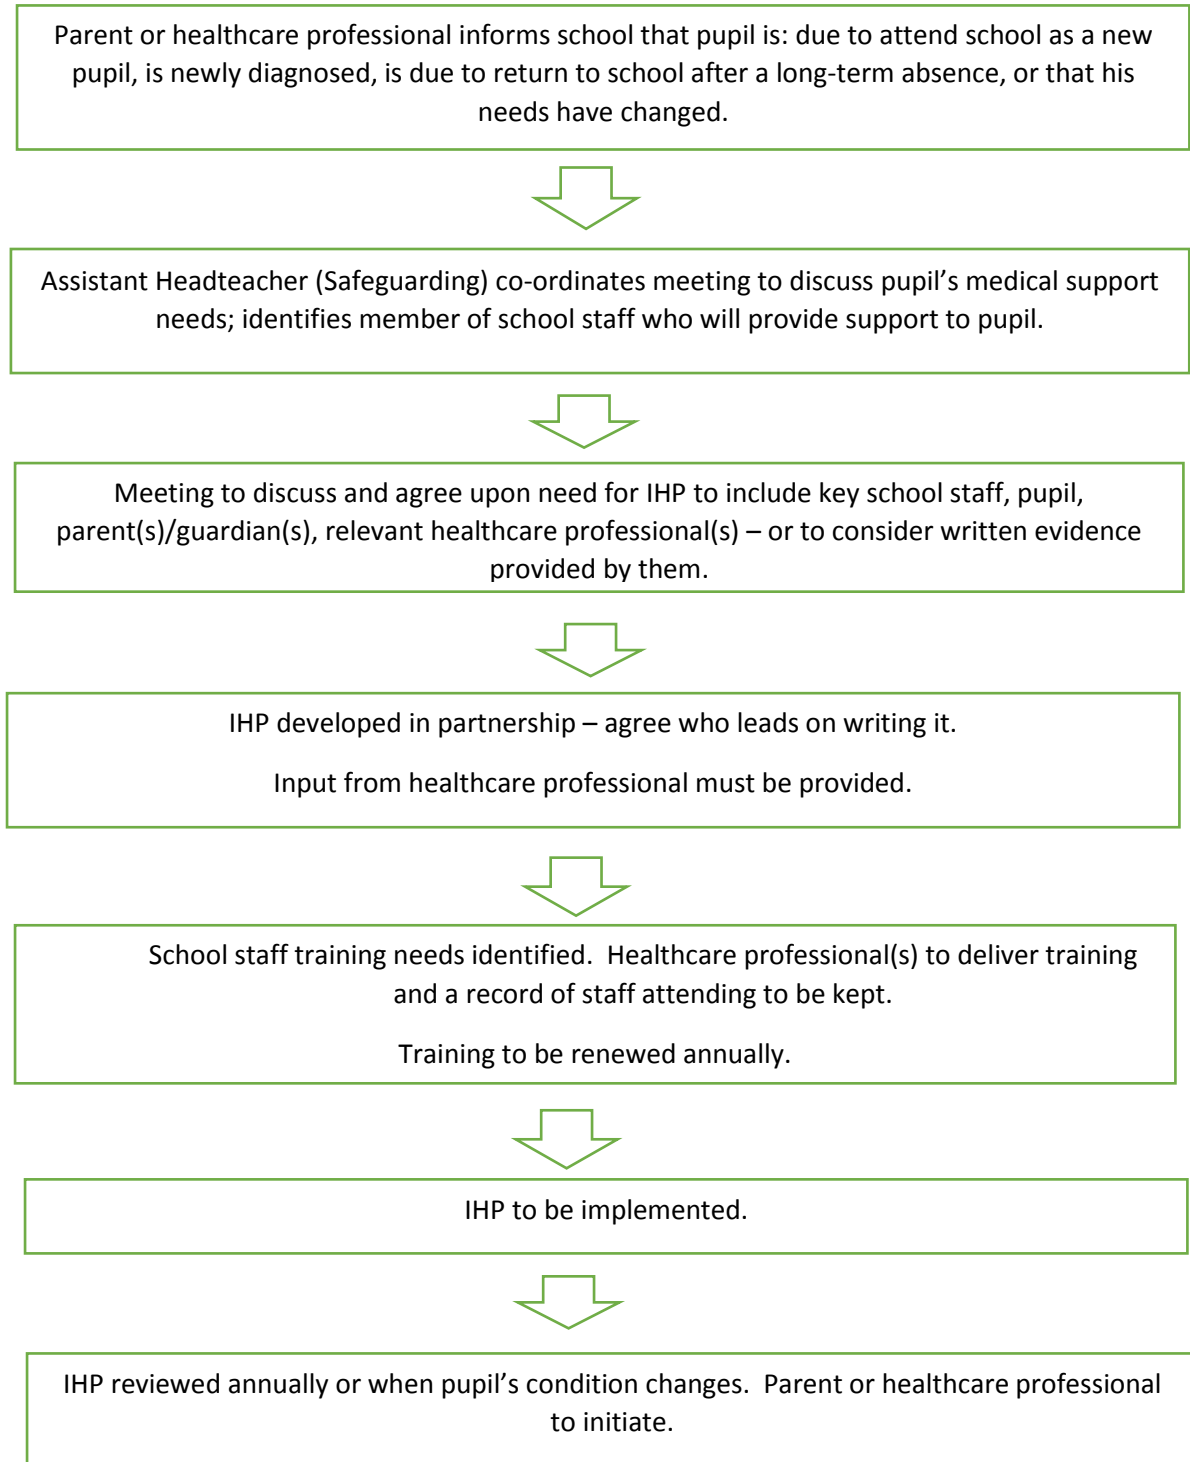 Parent or healthcare professional informs school that pupil is: due to attend school as a new
pupil, is newly diagnosed, is due to return to school after a long-term absence, or that his
needs have changed.
Assistant Headteacher (Safeguarding) co-ordinates meeting to discuss pupil’s medical support
needs; identifies member of school staff who will provide support to pupil.
Meeting to discuss and agree upon need for IHP to include key school staff, pupil,
parent(s)/guardian(s), relevant healthcare professional(s) – or to consider written evidence
provided by them.
IHP developed in partnership – agree who leads on writing it.
Input from healthcare professional must be provided.
School staff training needs identified.  Healthcare professional(s) to deliver training
and a record of staff attending to be kept.
Training to be renewed annually.
IHP to be implemented.
IHP reviewed annually or when pupil’s condition changes.  Parent or healthcare professional
to initiate.